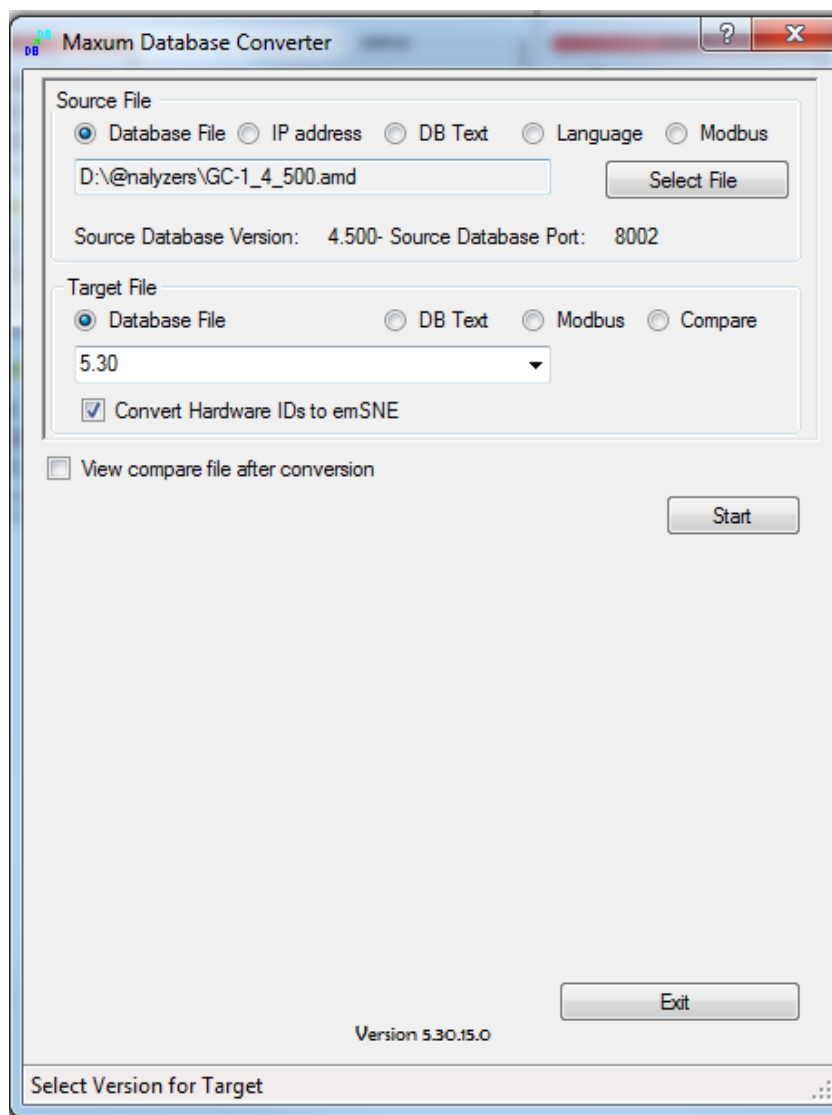 DB DB Maxum Database Converter ?
Source File
Database File IP address DB Text Language Modbus
D:\@nalyzers\GC-1_4_500.amd Select File
Source Database Version: 4.500- Source Database Port: 8002
Target File
Database File DB Text Modbus Compare
5.30
Convert Hardware IDs to emSNE
View compare file after conversion
Start
Exit
Version 5.30.15.0
Select Version for Target